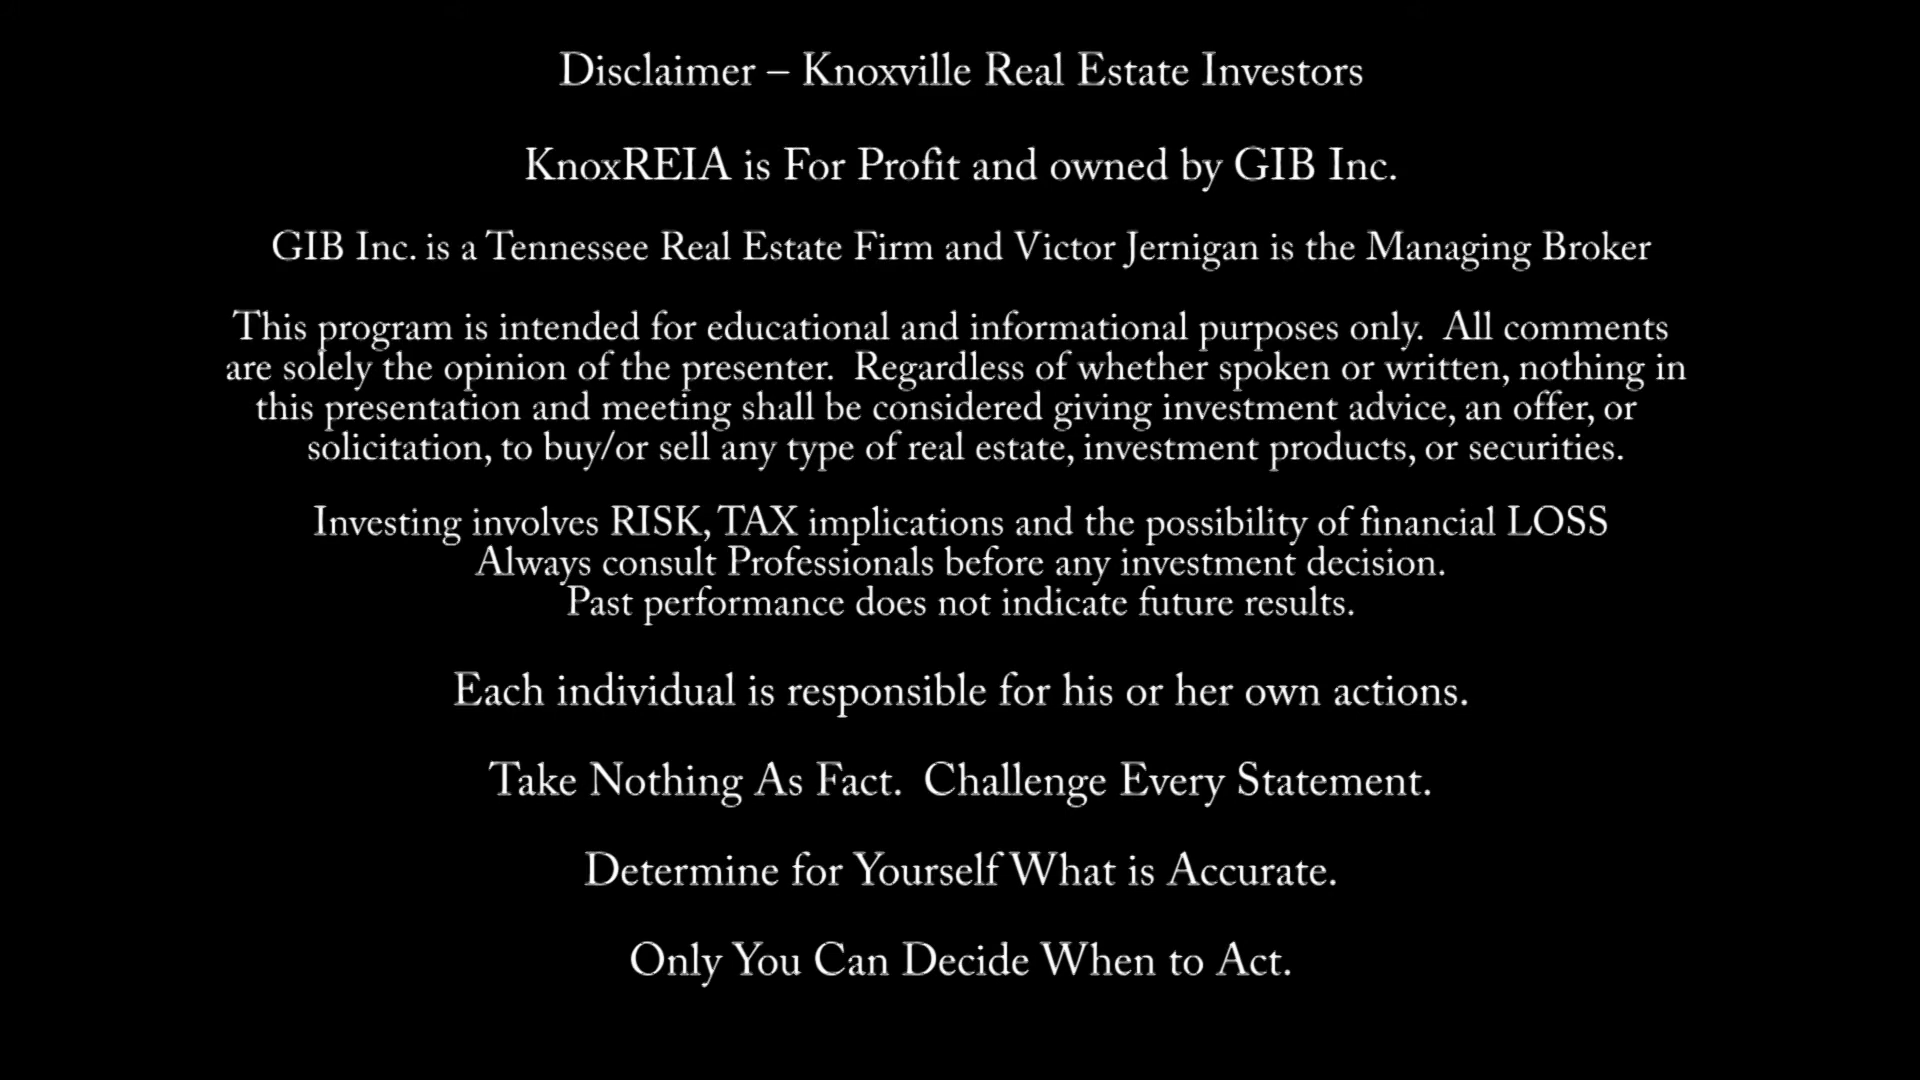 Disclaimer – Knoxville Real Estate Investors
KnoxREIA is For Profit and owned by GIB Inc.
GIB Inc. is a Tennessee Real Estate Firm and Victor Jernigan is the Managing Broker
This program is intended for educational and informational purposes only.  All comments
are solely the opinion of the presenter.  Regardless of whether spoken or written, nothing in
this presentation and meeting shall be considered giving investment advice, an offer, or
solicitation, to buy/or sell any type of real estate, investment products, or securities.
Investing involves RISK, TAX implications and the possibility of financial LOSS
Always consult Professionals before any investment decision.
Past performance does not indicate future results.
Each individual is responsible for his or her own actions.
Take Nothing As Fact.  Challenge Every Statement.
Determine for Yourself What is Accurate.
Only You Can Decide When to Act.